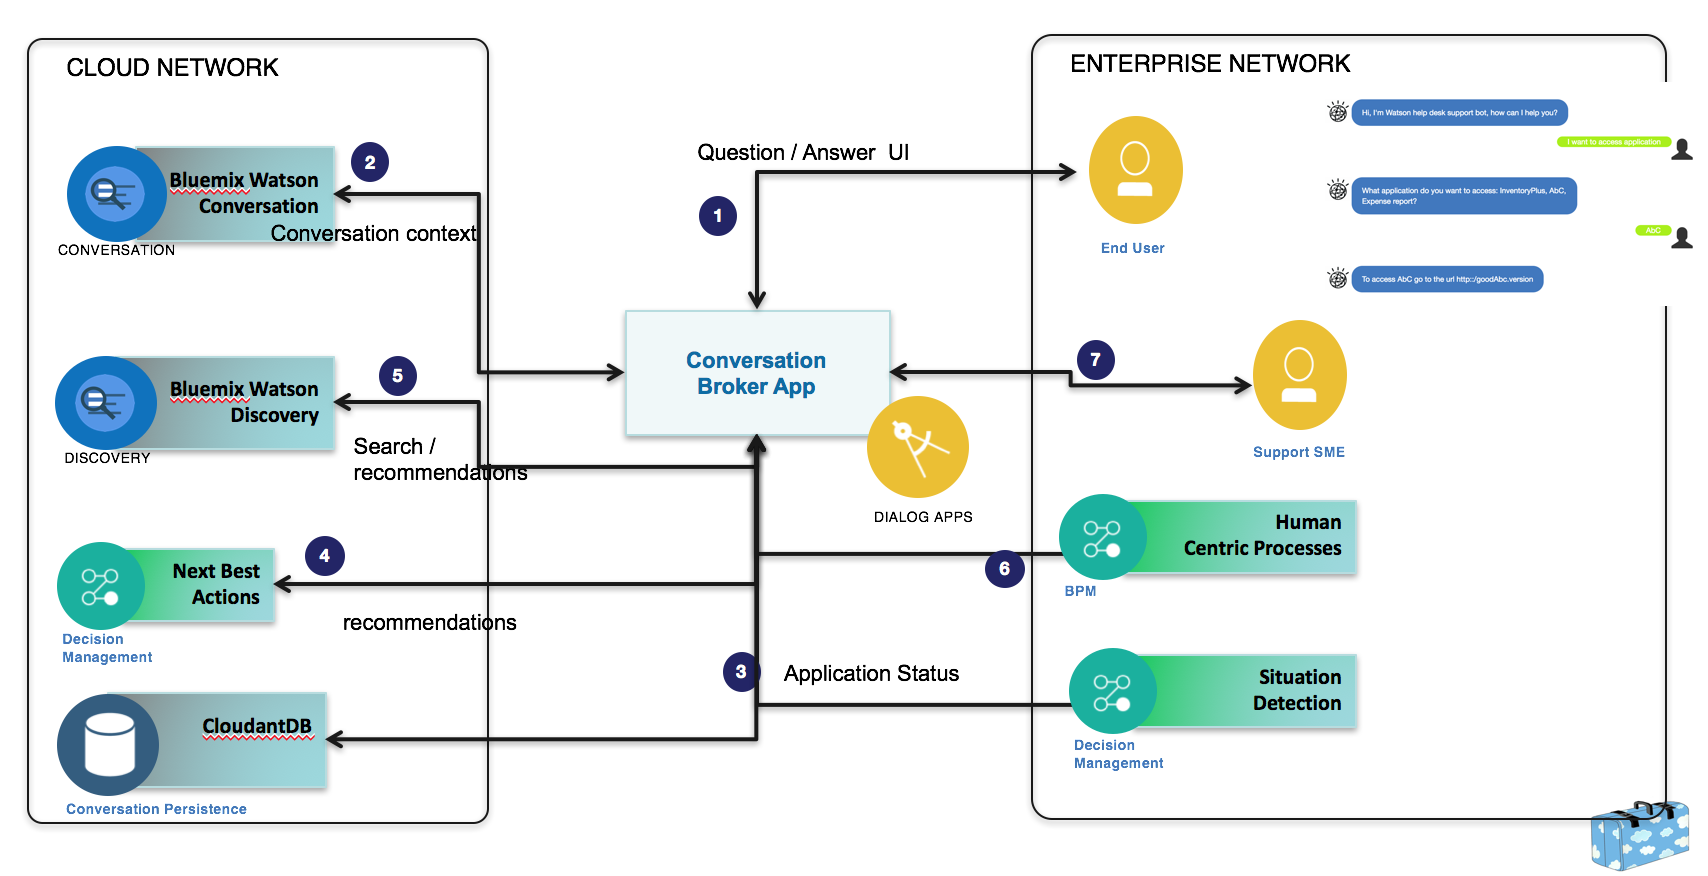 CLOUD NETWORK
2
Bluemix Watson
Conversation
Conversation context
CONVERSATION
5
Bluemix Watson
Discovery
DISCOVERY
Search /
recommendations
4
Next Best
Actions
Decision
Management
recommendations
CloudantDB
Conversation Persistence
Question / Answer UI
1
Conversation
Broker App
DIALOG APPS
3
Application Status
ENTERPRISE NETWORK
End User
Hi, I'm Watson help desk support bot, how can I help you?
I want to access application
What application do you want to access: InventoryPlus, AbC,
Expense report?
AbC
To access AbC go to the url http:/goodAbc.version
7
Support SME
6
Human
Centric Processes
BPM
Situation
Detection
Decision
Management